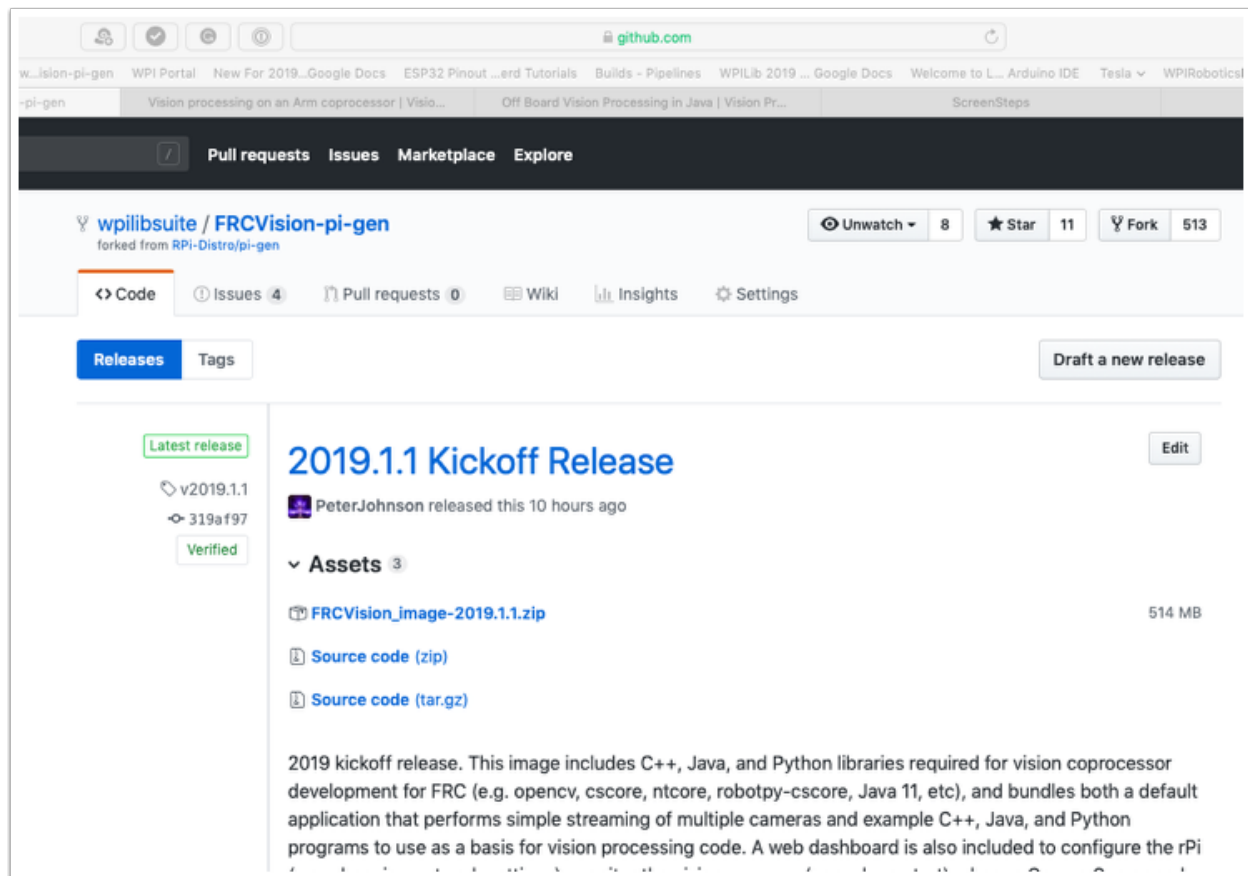 github.com
w...ision-pi-gen WPI Portal New For 2019...Google Docs ESP32 Pinout ...erd Tutorials Builds - Pipelines WPILib 2019 ... Google Docs Welcome to L... Arduino IDE Tesla WPIRobotics
-pi-gen Vision processing on an Arm coprocessor | Visio... Off Board Vision Processing in Java | Vision Pr... ScreenSteps
/ Pull requests Issues Marketplace Explore
wpilibsuite / FRCVision-pi-gen Unwatch 8 Star 11 Fork 513
forked from RPi-Distro/pi-gen
<> Code Issues 4 Pull requests 0 Wiki Insights Settings
Releases Tags Draft a new release
Latest release
2019.1.1 Kickoff Release Edit
v2019.1.1
PeterJohnson released this 10 hours ago
319af97
Verified
Assets 3
FRCVision_image-2019.1.1.zip 514 MB
Source code (zip)
Source code (tar.gz)
2019 kickoff release. This image includes C++, Java, and Python libraries required for vision coprocessor
development for FRC (e.g. opencv, cscore, ntcore, robotpy-cscore, Java 11, etc), and bundles both a default
application that performs simple streaming of multiple cameras and example C++, Java, and Python
programs to use as a basis for vision processing code. A web dashboard is also included to configure the rPi